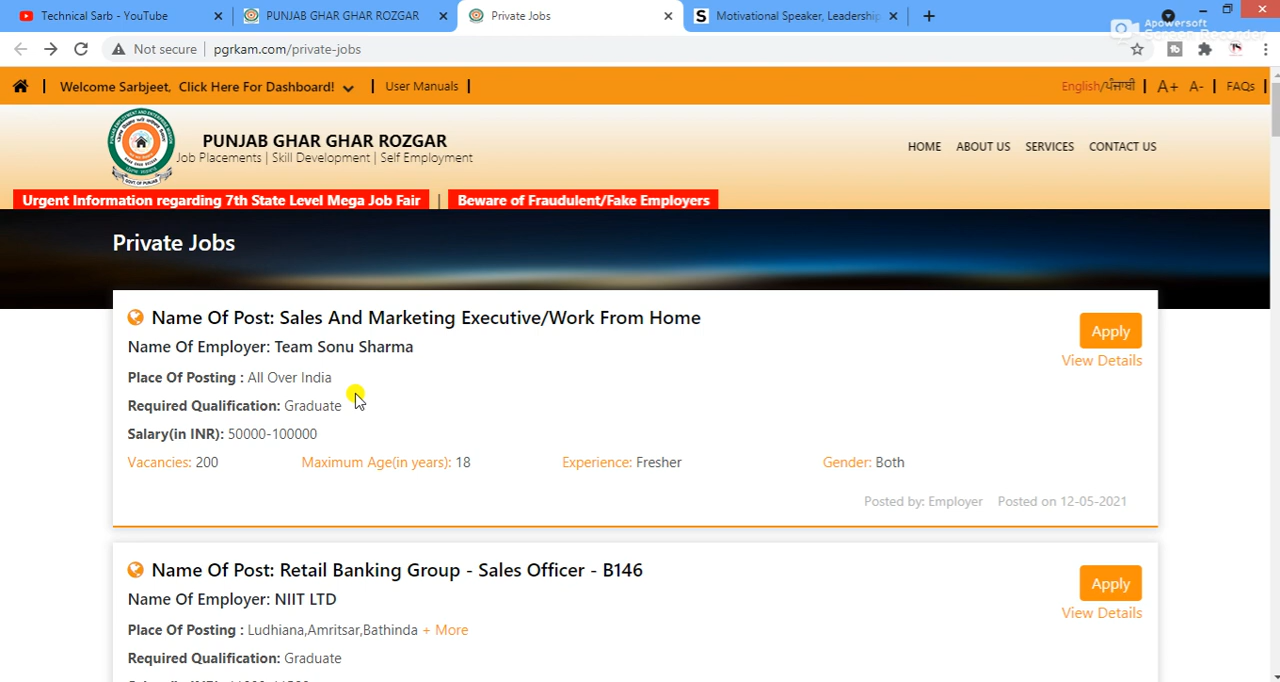 Technical Sarb - YouTube
PUNJAB GHAR GHAR ROZGAR
Private Jobs
S Motivational Speaker, Leadership
Apowersoft
Screen Recorder
Not secure | pgrkam.com/private-jobs
| Welcome Sarbjeet, Click Here For Dashboard! | User Manuals |
English/ਪੰਜਾਬੀ | A+ A- | FAQs |
PUNJAB GHAR GHAR ROZGAR
Job Placements | Skill Development | Self Employment
HOME ABOUT US SERVICES CONTACT US
Urgent Information regarding 7th State Level Mega Job Fair | Beware of Fraudulent/Fake Employers
Private Jobs
Name Of Post: Sales And Marketing Executive/Work From Home
Apply
Name Of Employer: Team Sonu Sharma
View Details
Place Of Posting : All Over India
Required Qualification: Graduate
Salary(in INR): 50000-100000
Vacancies: 200 Maximum Age(in years): 18 Experience: Fresher Gender: Both
Posted by: Employer Posted on 12-05-2021
Name Of Post: Retail Banking Group - Sales Officer - B146
Apply
Name Of Employer: NIIT LTD
View Details
Place Of Posting : Ludhiana,Amritsar,Bathinda + More
Required Qualification: Graduate